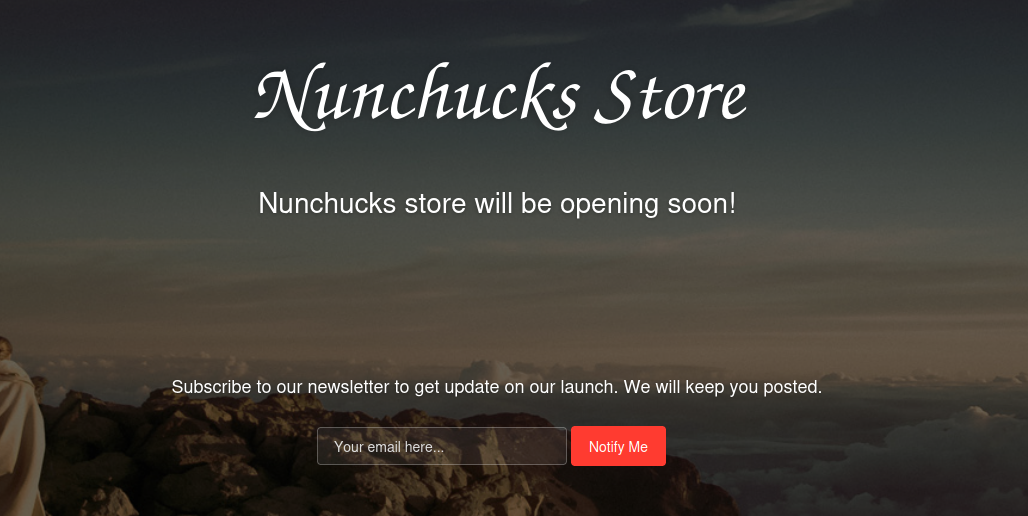 Nunchucks Store
Nunchucks store will be opening soon!
Subscribe to our newsletter to get update on our launch. We will keep you posted.
Your email here...
Notify Me